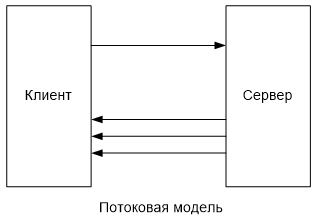 Клиент
Сервер
Потоковая модель